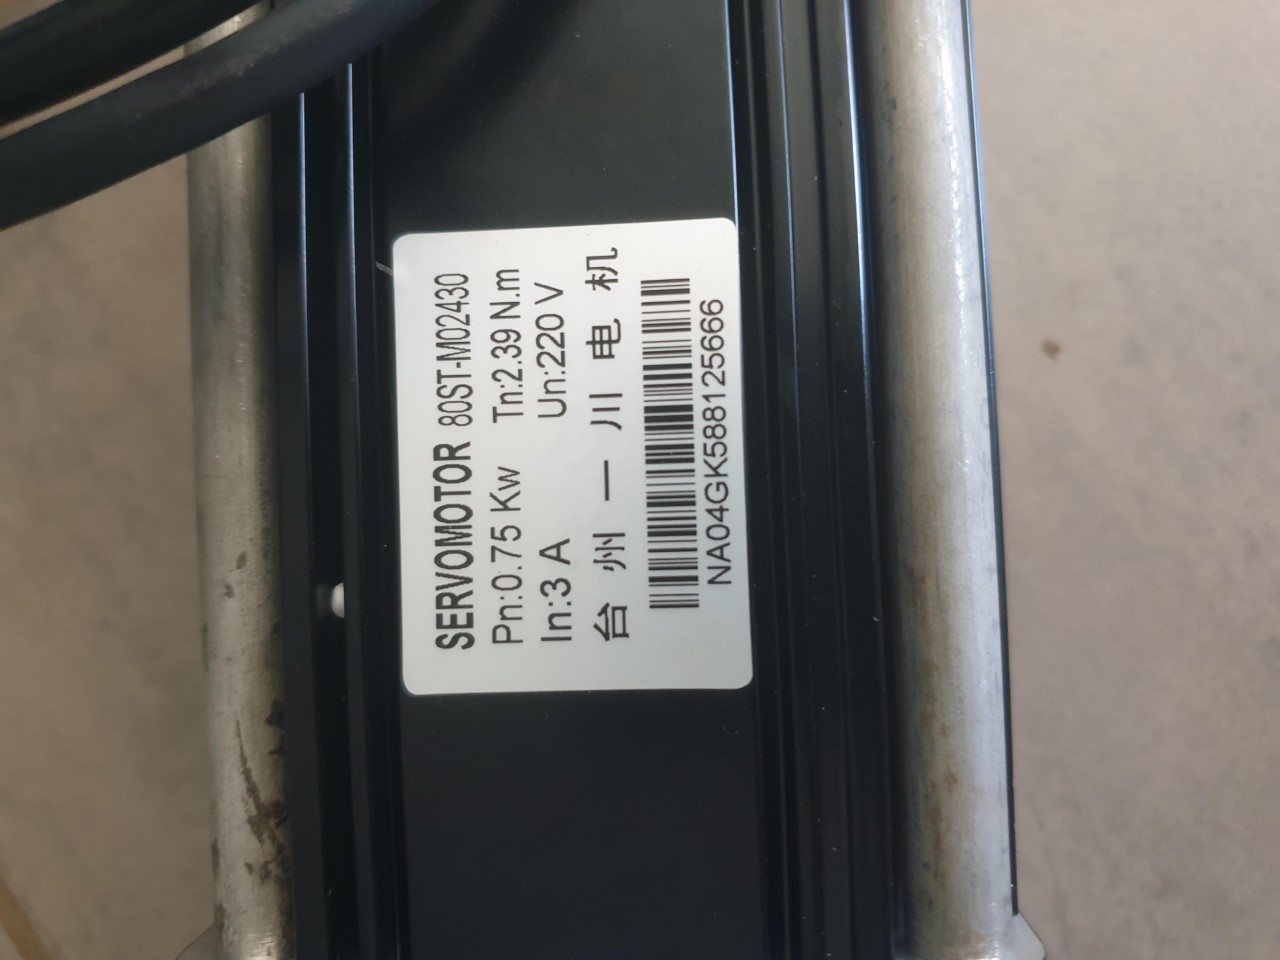 SERVOMOTOR 80ST-M02430
Pn:0.75 Kw Tn:2.39 N.m
In:3 A Un:220 V
台 州 一 川 电 机
NA04GK588125666